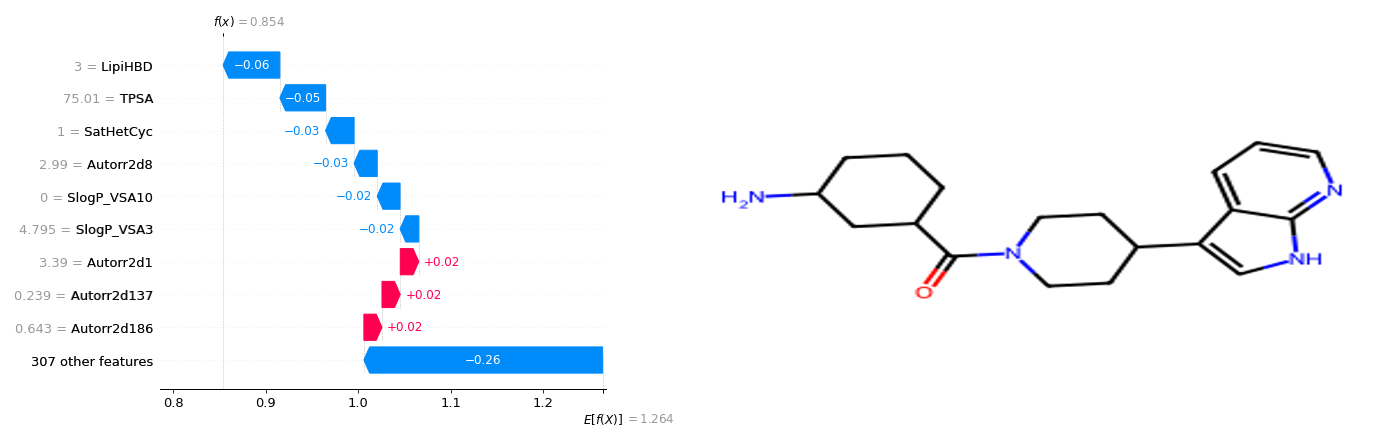 f(x) = 0.854
3 = LipiHBD
−0.06
75.01 = TPSA
−0.05
1 = SatHetCyc
−0.03
2.99 = Autorr2d8
−0.03
0 = SlogP_VSA10
−0.02
4.795 = SlogP_VSA3
−0.02
3.39 = Autorr2d1
+0.02
0.239 = Autorr2d137
+0.02
0.643 = Autorr2d186
+0.02
307 other features
−0.26
0.8 0.9 1.0 1.1 1.2
E[f(X)] = 1.264
H₂N
O
N
N
NH